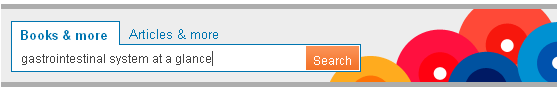 Books & more Articles & more
gastrointestinal system at a glance Search